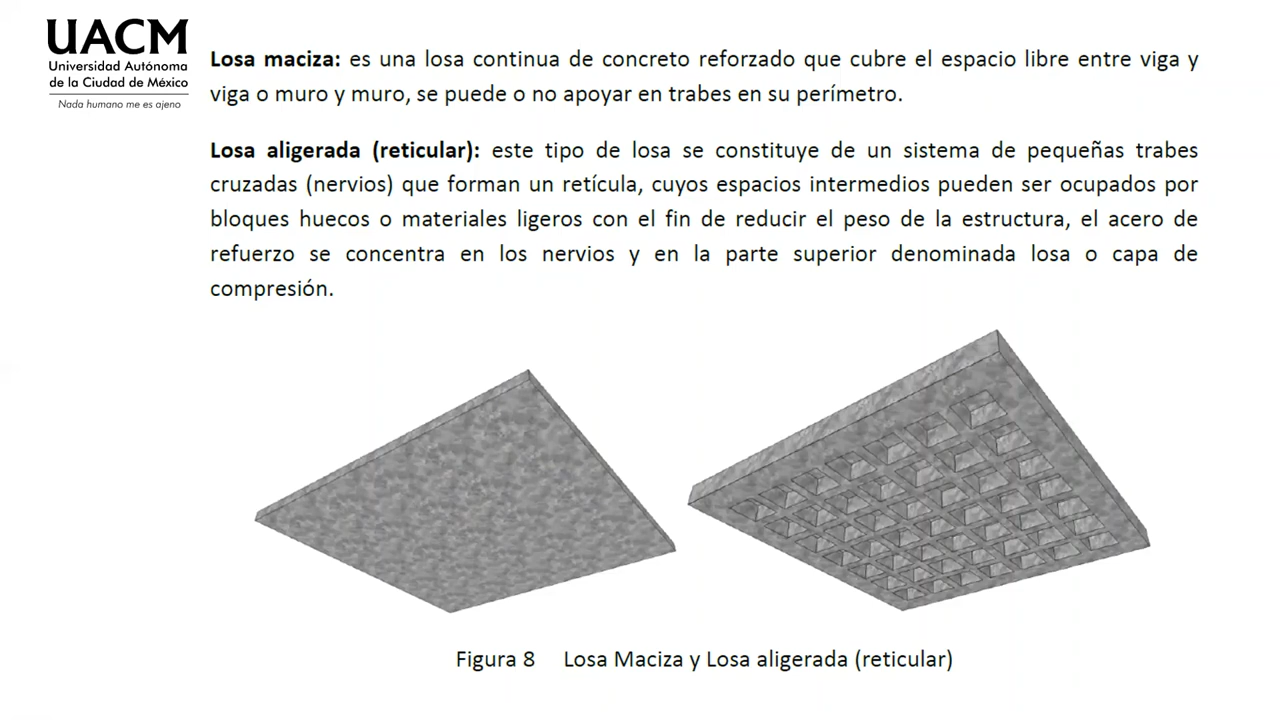 UACM
Universidad Autónoma
de la Ciudad de México
Nada humano me es ajeno
Losa maciza: es una losa continua de concreto reforzado que cubre el espacio libre entre viga y
viga o muro y muro, se puede o no apoyar en trabes en su perímetro.
Losa aligerada (reticular): este tipo de losa se constituye de un sistema de pequeñas trabes
cruzadas (nervios) que forman un retícula, cuyos espacios intermedios pueden ser ocupados por
bloques huecos o materiales ligeros con el fin de reducir el peso de la estructura, el acero de
refuerzo se concentra en los nervios y en la parte superior denominada losa o capa de
compresión.
Figura 8 Losa Maciza y Losa aligerada (reticular)